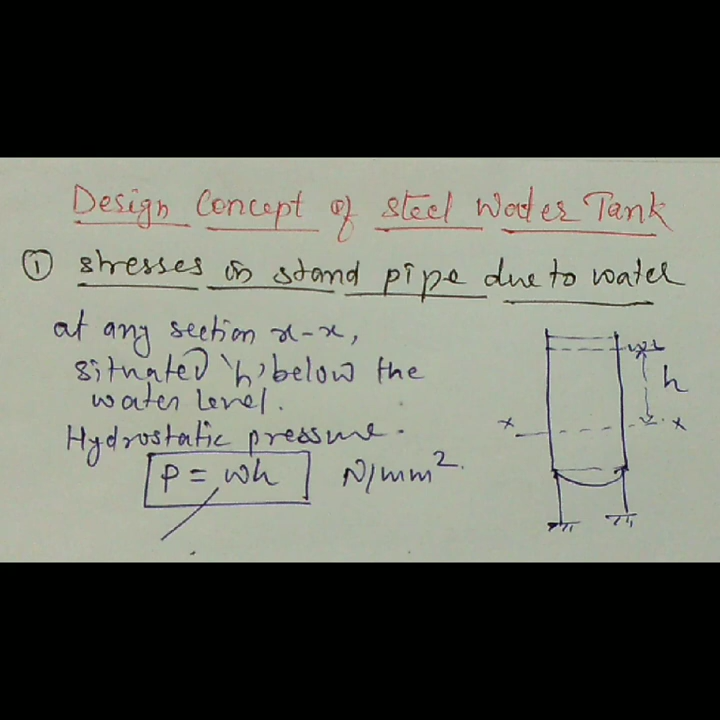 Design Concept of Steel Water Tank
① stresses in stand pipe due to water
at any section x-x,
situated 'h' below the
water level.
Hydrostatic pressure.
P = wh N/mm².
WL
h
x x